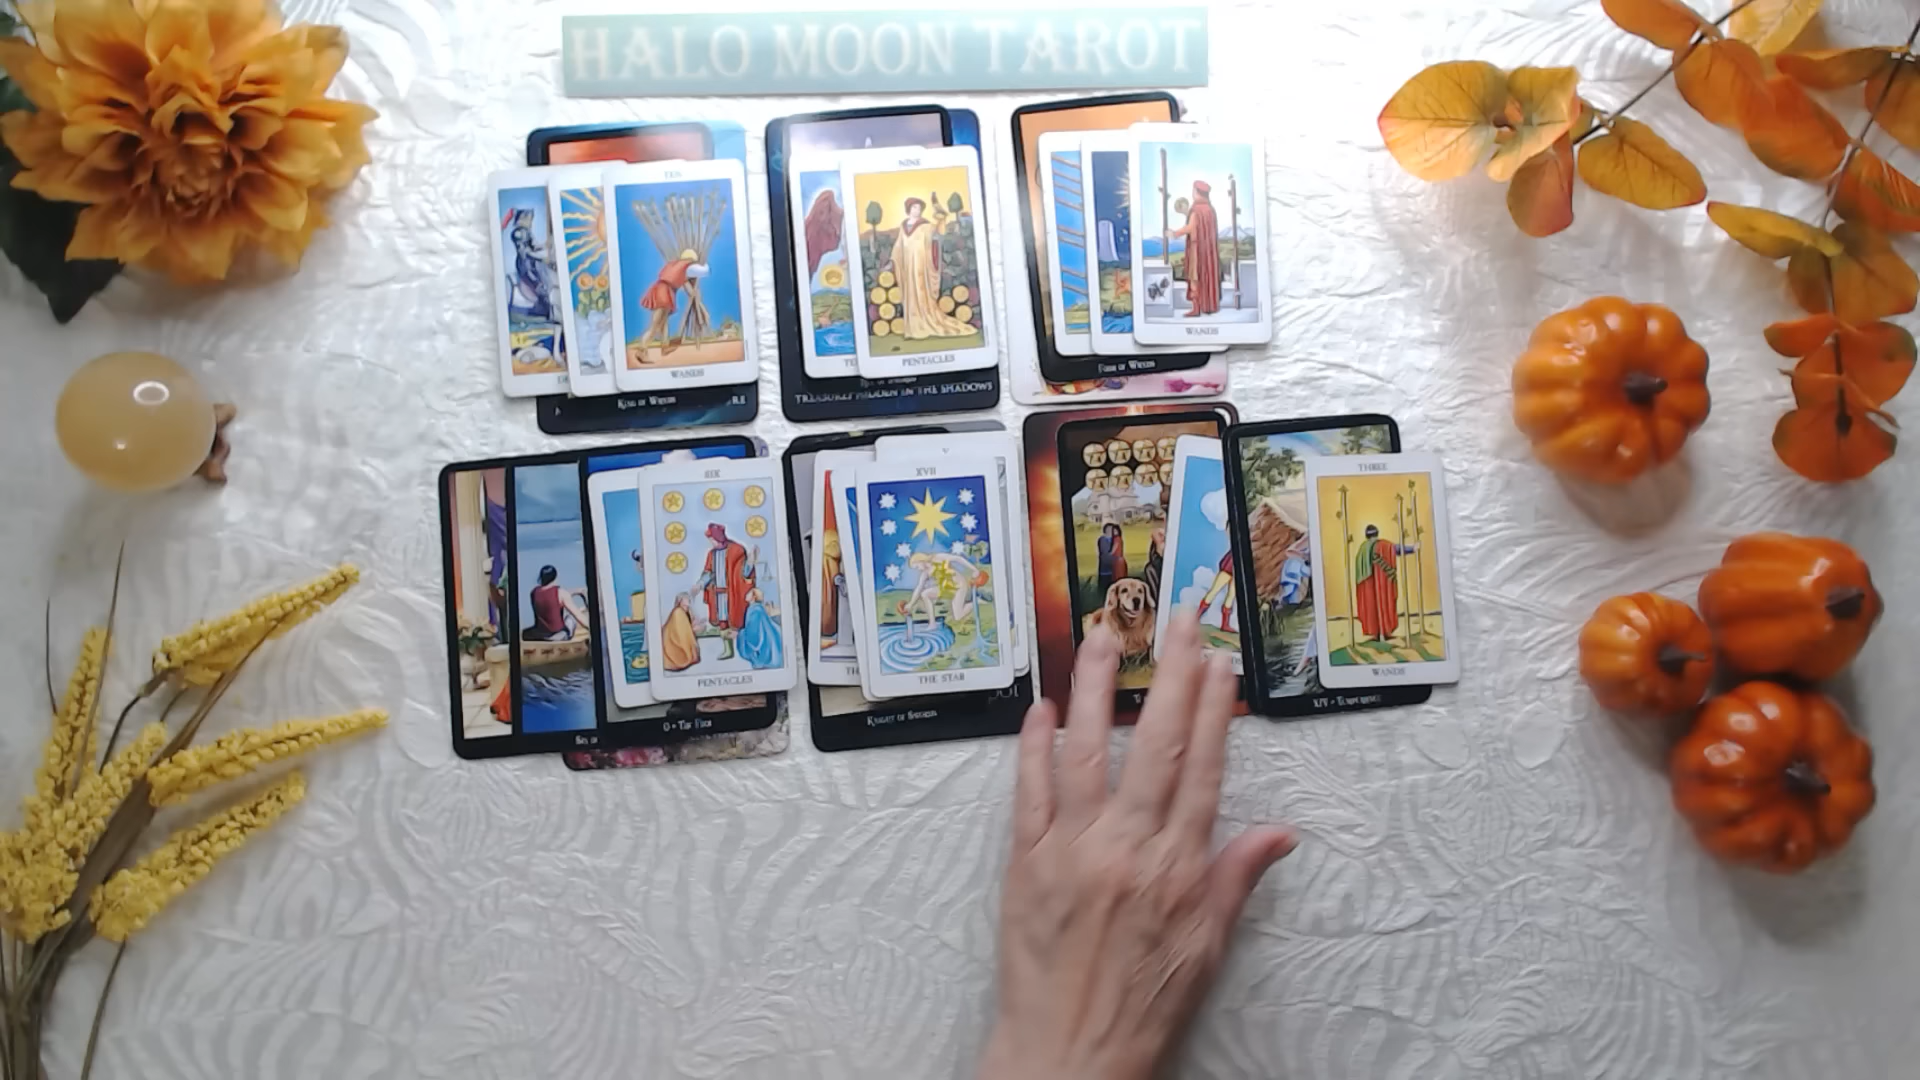 HALO MOON TAROT
TEN
WANDS
KING OF WANDS
NINE
PENTACLES
TREASURES HIDDEN IN THE SHADOWS
WANDS
FOUR OF WANDS
SIX
PENTACLES
0 • THE FOOL
XVII
THE STAR
KNIGHT OF SWORDS
THREE
WANDS
XIV • TEMPERANCE